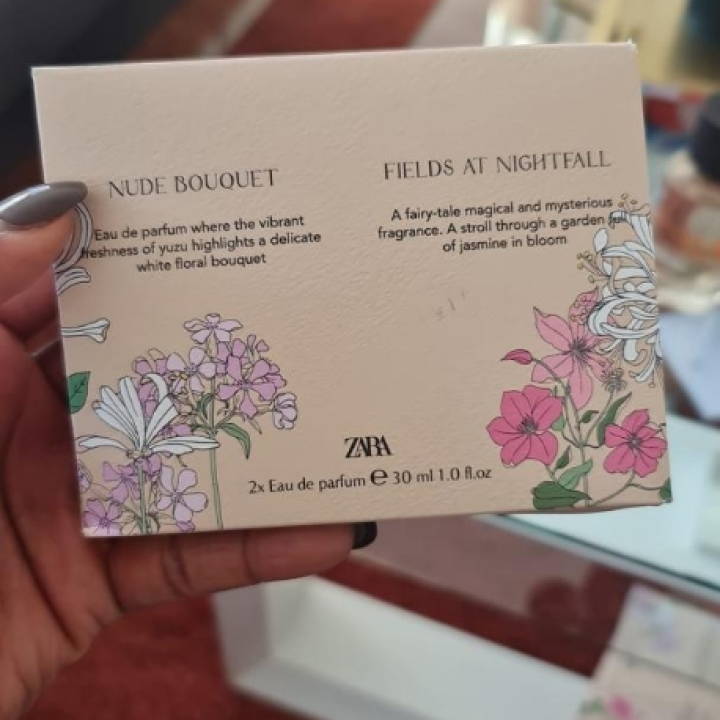 NUDE BOUQUET
Eau de parfum where the vibrant
freshness of yuzu highlights a delicate
white floral bouquet
FIELDS AT NIGHTFALL
A fairy-tale magical and mysterious
fragrance. A stroll through a garden full
of jasmine in bloom
ZARA
2x Eau de parfum ℮ 30 ml 1.0 fl.oz